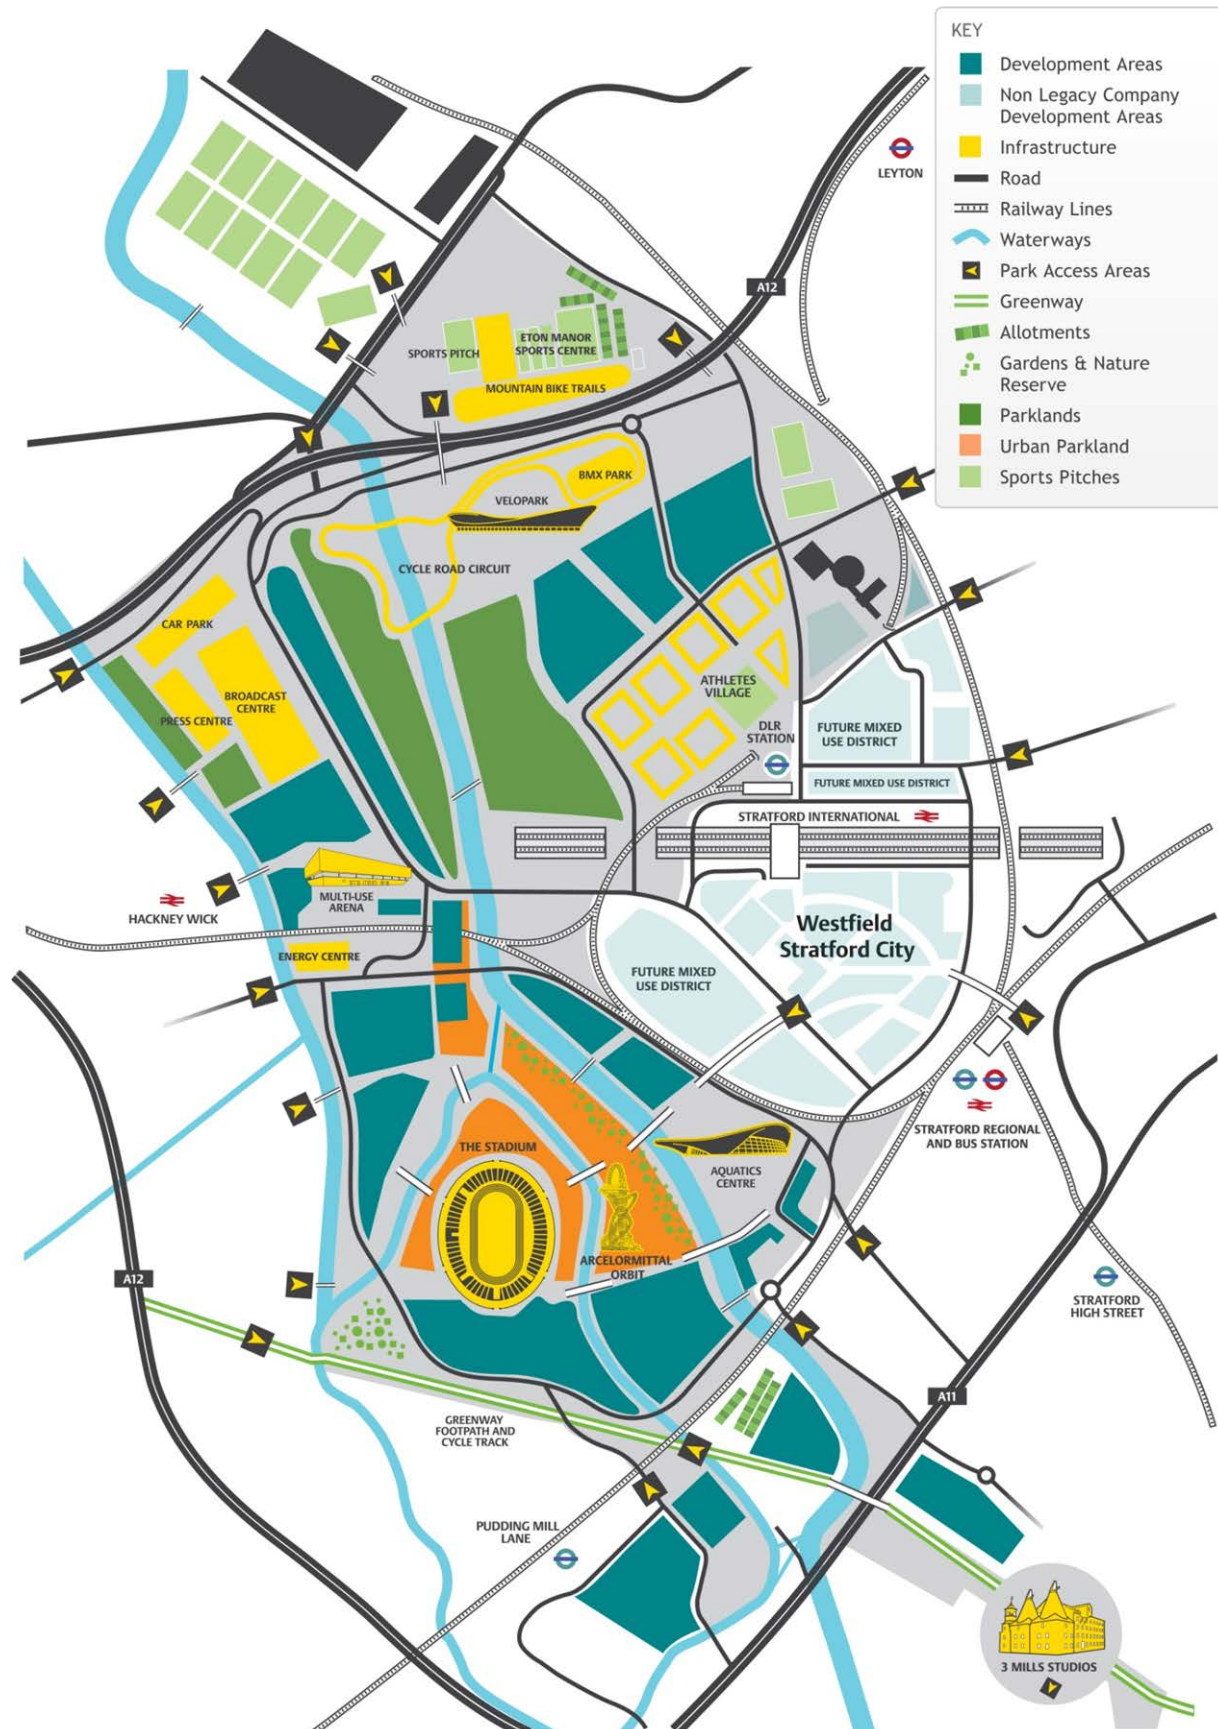 KEY
Development Areas
Non Legacy Company
Development Areas
Infrastructure
Road
Railway Lines
Waterways
Park Access Areas
Greenway
Allotments
Gardens & Nature
Reserve
Parklands
Urban Parkland
Sports Pitches
LEYTON
A12
SPORTS PITCH
ETON MANOR
SPORTS CENTRE
MOUNTAIN BIKE TRAILS
BMX PARK
VELOPARK
CYCLE ROAD CIRCUIT
CAR PARK
BROADCAST
CENTRE
PRESS CENTRE
ATHLETES
VILLAGE
DLR
STATION
FUTURE MIXED
USE DISTRICT
FUTURE MIXED USE DISTRICT
STRATFORD INTERNATIONAL
MULTI-USE
ARENA
HACKNEY WICK
ENERGY CENTRE
Westfield
Stratford City
FUTURE MIXED
USE DISTRICT
STRATFORD REGIONAL
AND BUS STATION
THE STADIUM
AQUATICS
CENTRE
ARCELORMITTAL
ORBIT
A12
STRATFORD
HIGH STREET
A11
GREENWAY
FOOTPATH AND
CYCLE TRACK
PUDDING MILL
LANE
3 MILLS STUDIOS